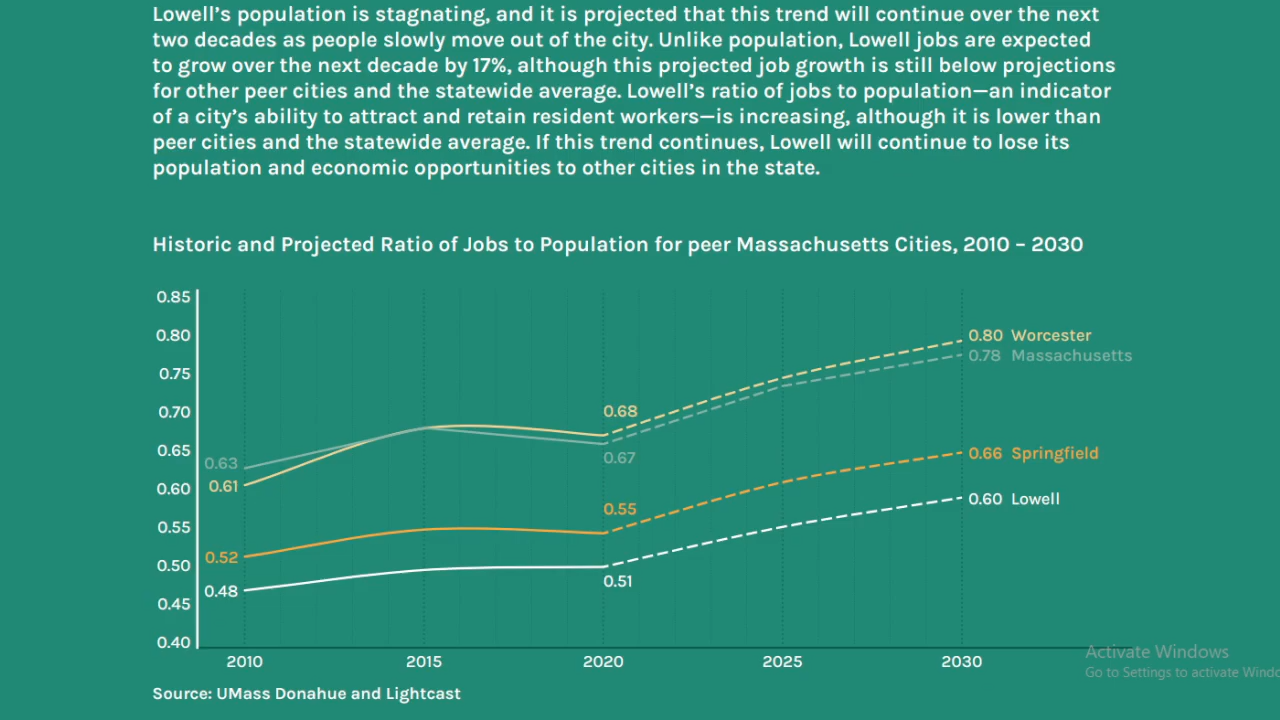 Lowell’s population is stagnating, and it is projected that this trend will continue over the next
two decades as people slowly move out of the city. Unlike population, Lowell jobs are expected
to grow over the next decade by 17%, although this projected job growth is still below projections
for other peer cities and the statewide average. Lowell’s ratio of jobs to population—an indicator
of a city’s ability to attract and retain resident workers—is increasing, although it is lower than
peer cities and the statewide average. If this trend continues, Lowell will continue to lose its
population and economic opportunities to other cities in the state.
Historic and Projected Ratio of Jobs to Population for peer Massachusetts Cities, 2010 – 2030
0.85
0.80
0.80 Worcester
0.78 Massachusetts
0.75
0.70
0.68
0.65
0.67
0.66 Springfield
0.63
0.61
0.60
0.60 Lowell
0.55
0.55
0.52
0.50
0.51
0.48
0.45
0.40
2010 2015 2020 2025 2030
Activate Windows
Go to Settings to activate
Source: UMass Donahue and Lightcast